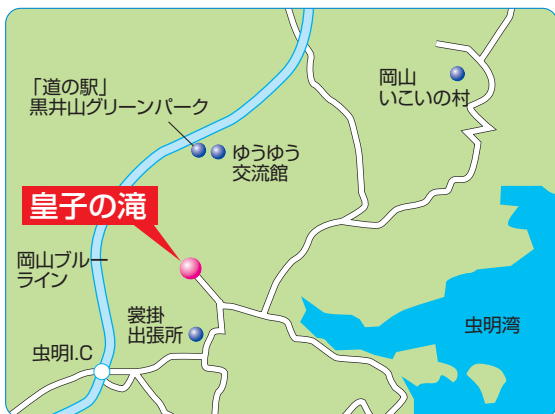 「道の駅」
黒井山グリーンパーク
岡山
いこいの村
ゆうゆう
交流館
皇子の滝
岡山ブルー
ライン
裳掛
出張所
虫明湾
虫明I.C